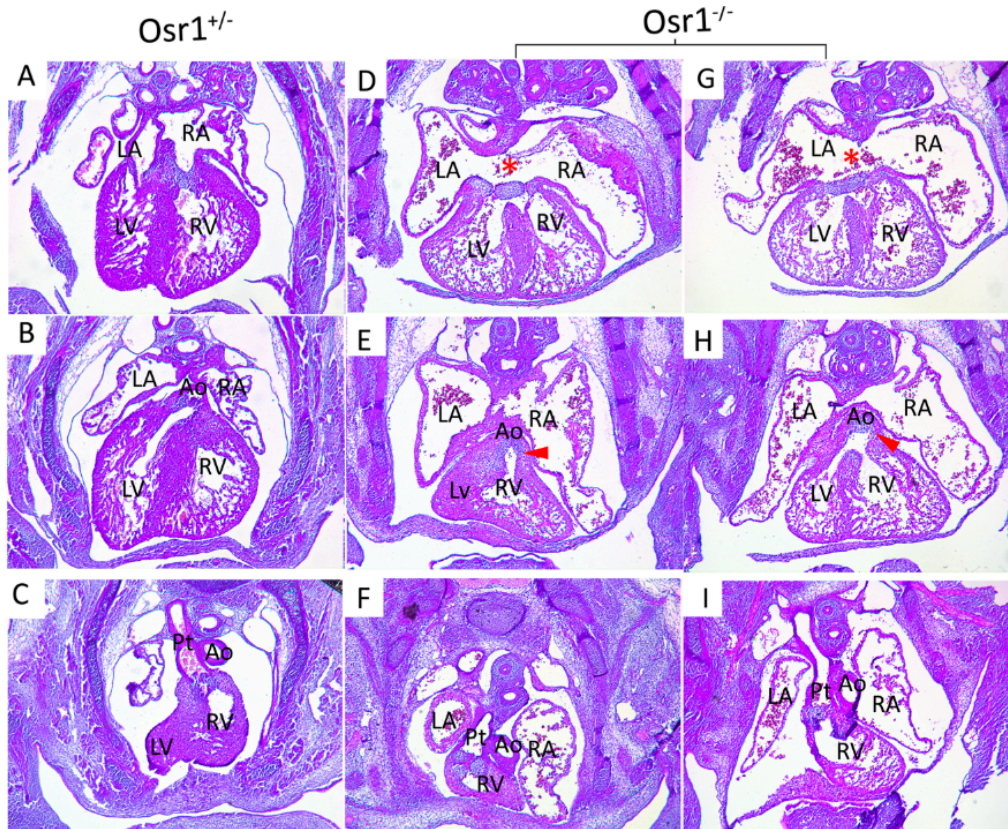 Osr1+/-
Osr1-/-
A
LA
RA
LV
RV
D
LA
*
RA
LV
RV
G
LA
*
RA
LV
RV
B
LA
Ao
RA
LV
RV
E
LA
RA
Ao
Lv
RV
H
LA
RA
Ao
LV
RV
C
Pt
Ao
RV
LV
F
LA
Pt
Ao
RA
RV
I
LA
Pt
Ao
RA
RV